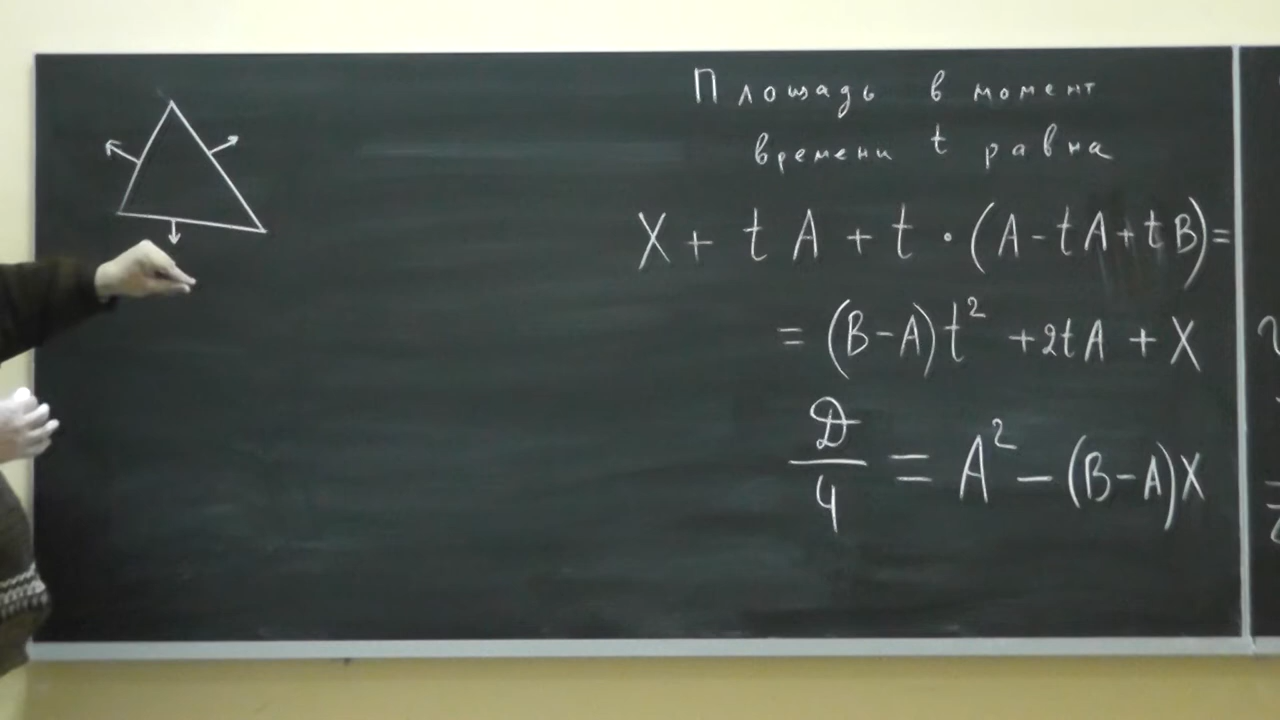 Площадь в момент
времени t равна
X + tA + t · (A - tA + tB) =
= (B - A)t² + 2tA + X
Д/4 = A² - (B - A)X